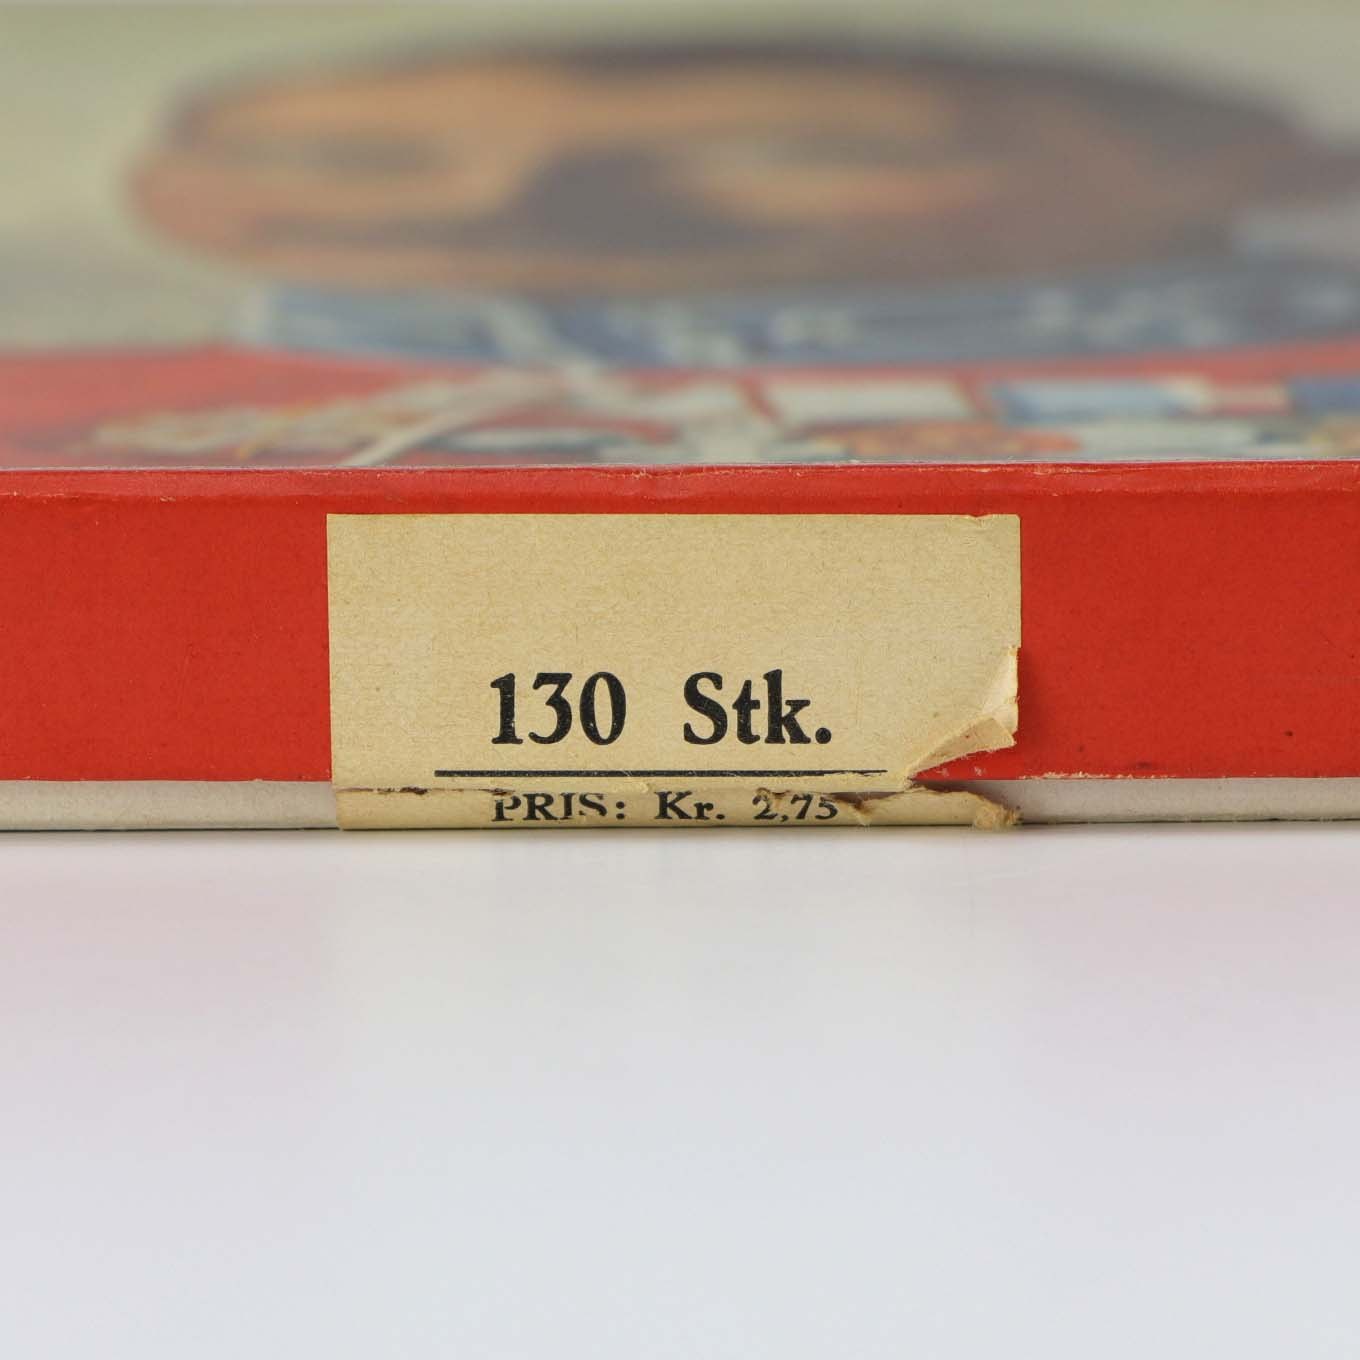 130 Stk.
PRIS: Kr. 2,75